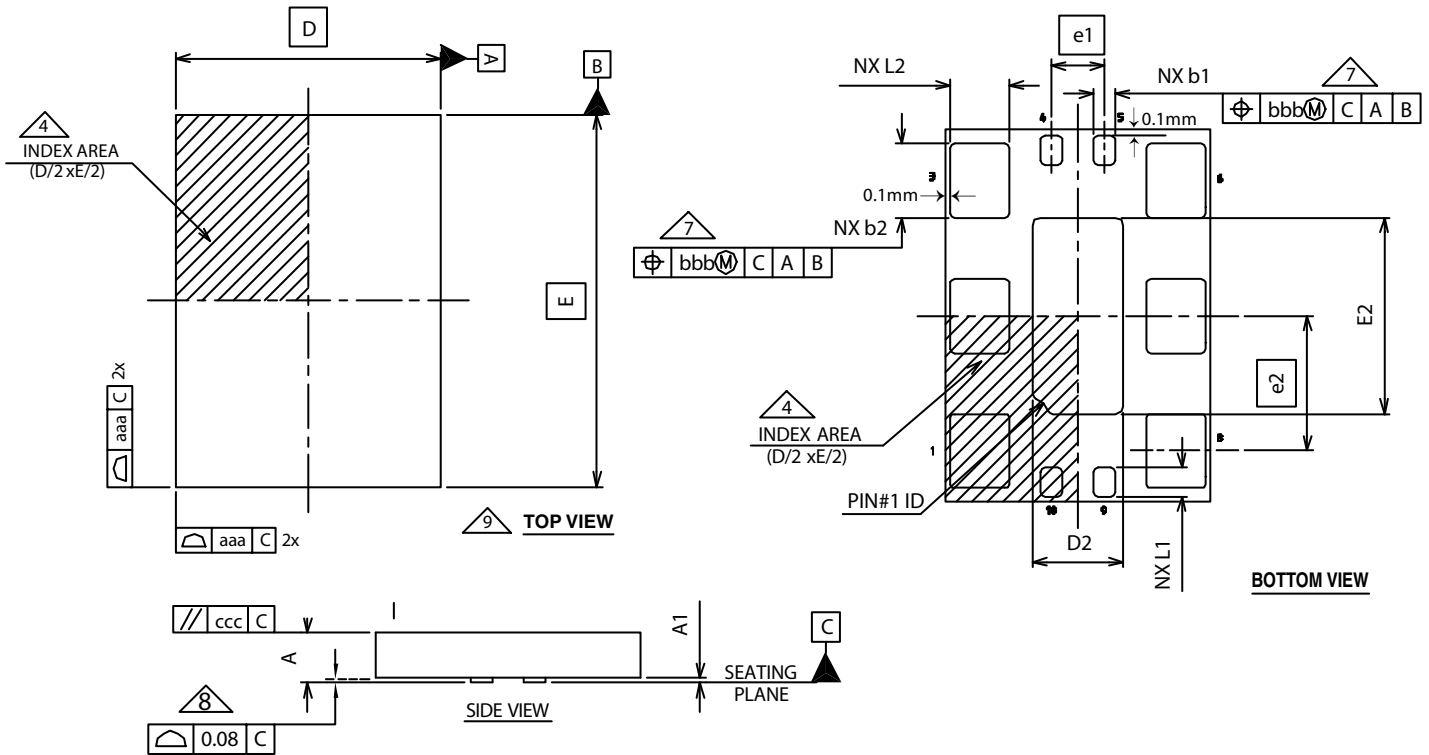 D
A
B
4
INDEX AREA
(D/2 xE/2)
E
aaa C 2x
aaa C 2x
9 TOP VIEW
e1
NX L2
NX b1
7
bbb M C A B
0.1mm
4
5
3
6
0.1mm
NX b2
7
bbb M C A B
E2
e2
4
INDEX AREA
(D/2 xE/2)
1
8
PIN#1 ID
10
9
D2
NX L1
BOTTOM VIEW
// ccc C
A
A1
C
SEATING
PLANE
8
0.08 C
SIDE VIEW